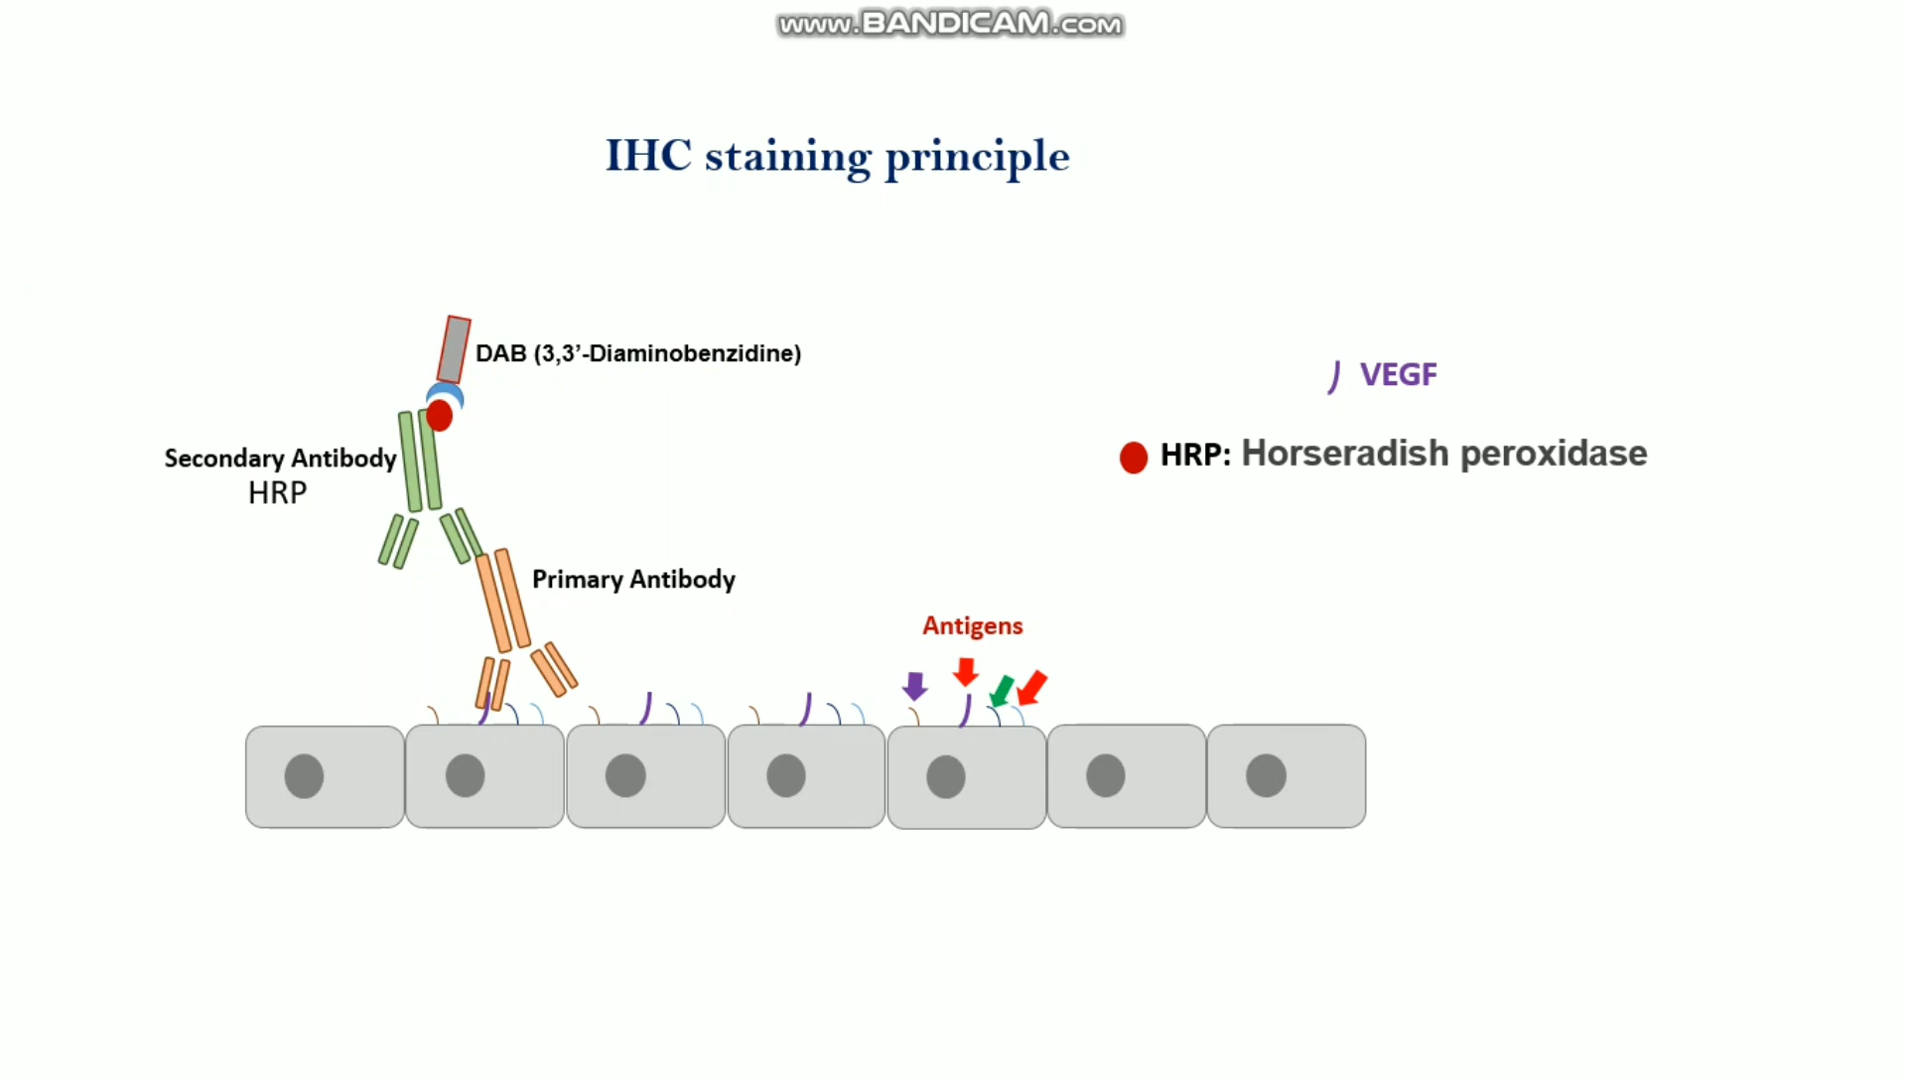 www.BANDICAM.com
IHC staining principle
DAB (3,3’-Diaminobenzidine)
VEGF
Secondary Antibody
HRP
HRP: Horseradish peroxidase
Primary Antibody
Antigens